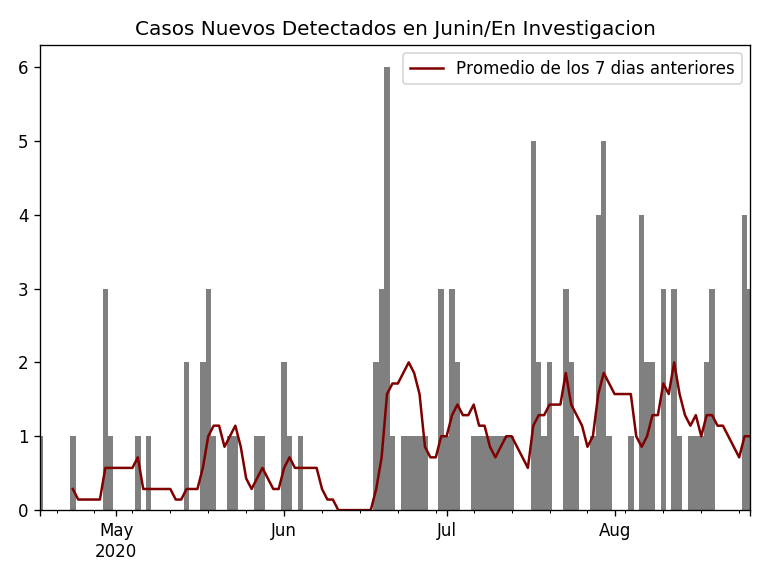 Casos Nuevos Detectados en Junin/En Investigacion
Promedio de los 7 dias anteriores
6
5
4
3
2
1
0
May Jun Jul Aug
2020